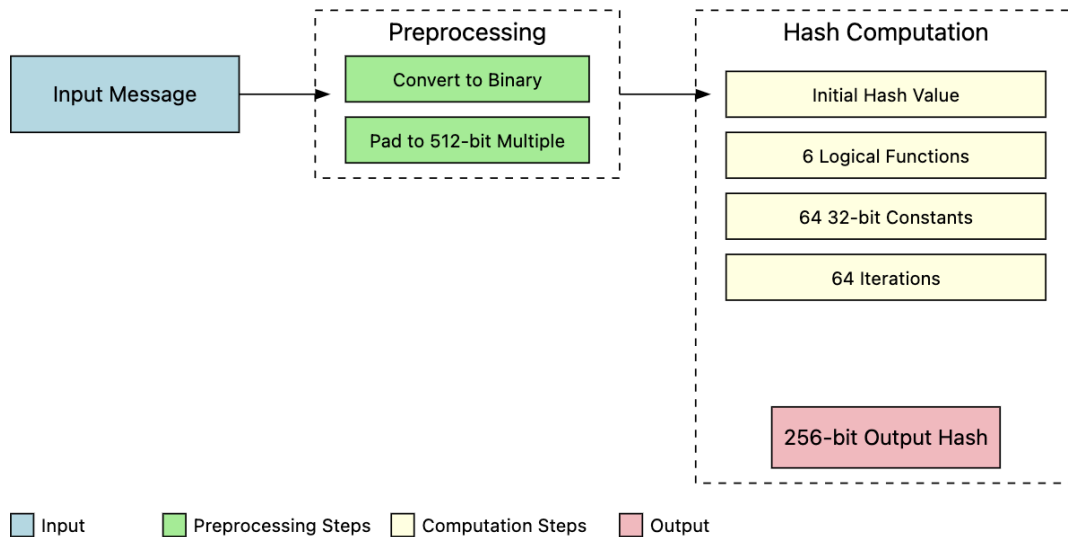 Input Message
Preprocessing
Convert to Binary
Pad to 512-bit Multiple
Hash Computation
Initial Hash Value
6 Logical Functions
64 32-bit Constants
64 Iterations
256-bit Output Hash
Input
Preprocessing Steps
Computation Steps
Output